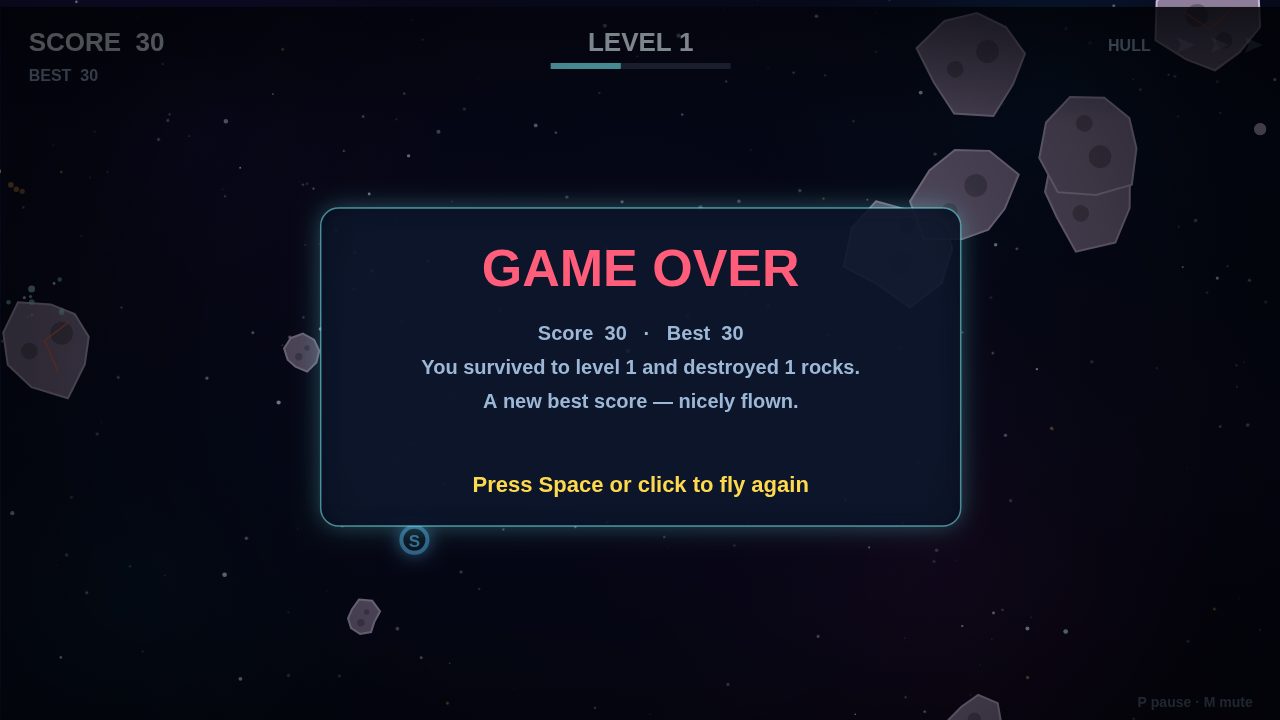 SCORE 30
BEST 30
LEVEL 1
HULL
GAME OVER
Score 30 · Best 30
You survived to level 1 and destroyed 1 rocks.
A new best score — nicely flown.
Press Space or click to fly again
S
P pause · M mute